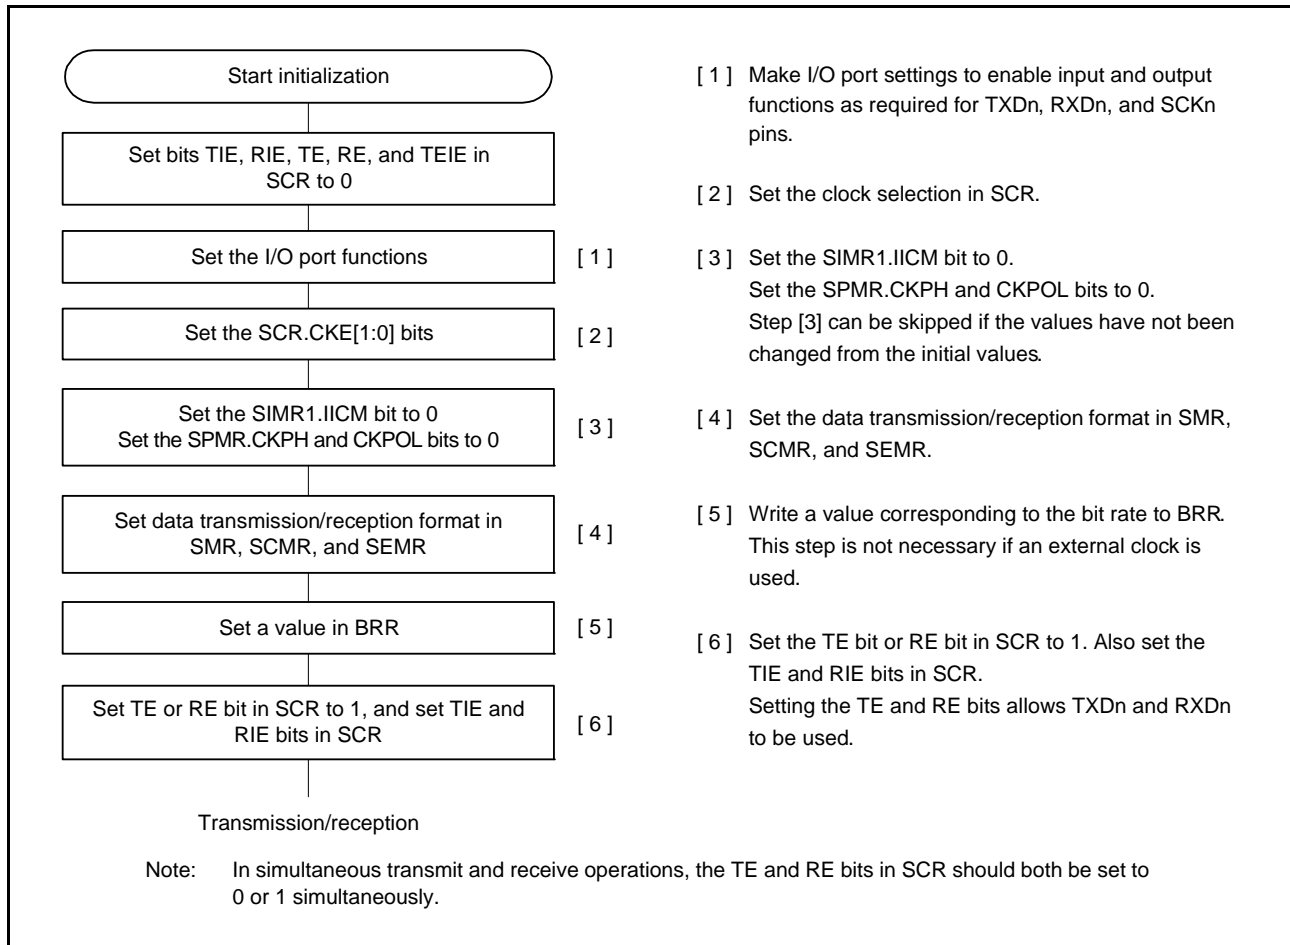 Start initialization
Set bits TIE, RIE, TE, RE, and TEIE in
SCR to 0
Set the I/O port functions
[ 1 ]
Set the SCR.CKE[1:0] bits
[ 2 ]
Set the SIMR1.IICM bit to 0
Set the SPMR.CKPH and CKPOL bits to 0
[ 3 ]
Set data transmission/reception format in
SMR, SCMR, and SEMR
[ 4 ]
Set a value in BRR
[ 5 ]
Set TE or RE bit in SCR to 1, and set TIE and
RIE bits in SCR
[ 6 ]
Transmission/reception
[ 1 ] Make I/O port settings to enable input and output
functions as required for TXDn, RXDn, and SCKn
pins.
[ 2 ] Set the clock selection in SCR.
[ 3 ] Set the SIMR1.IICM bit to 0.
Set the SPMR.CKPH and CKPOL bits to 0.
Step [3] can be skipped if the values have not been
changed from the initial values.
[ 4 ] Set the data transmission/reception format in SMR,
SCMR, and SEMR.
[ 5 ] Write a value corresponding to the bit rate to BRR.
This step is not necessary if an external clock is
used.
[ 6 ] Set the TE bit or RE bit in SCR to 1. Also set the
TIE and RIE bits in SCR.
Setting the TE and RE bits allows TXDn and RXDn
to be used.
Note: In simultaneous transmit and receive operations, the TE and RE bits in SCR should both be set to
0 or 1 simultaneously.